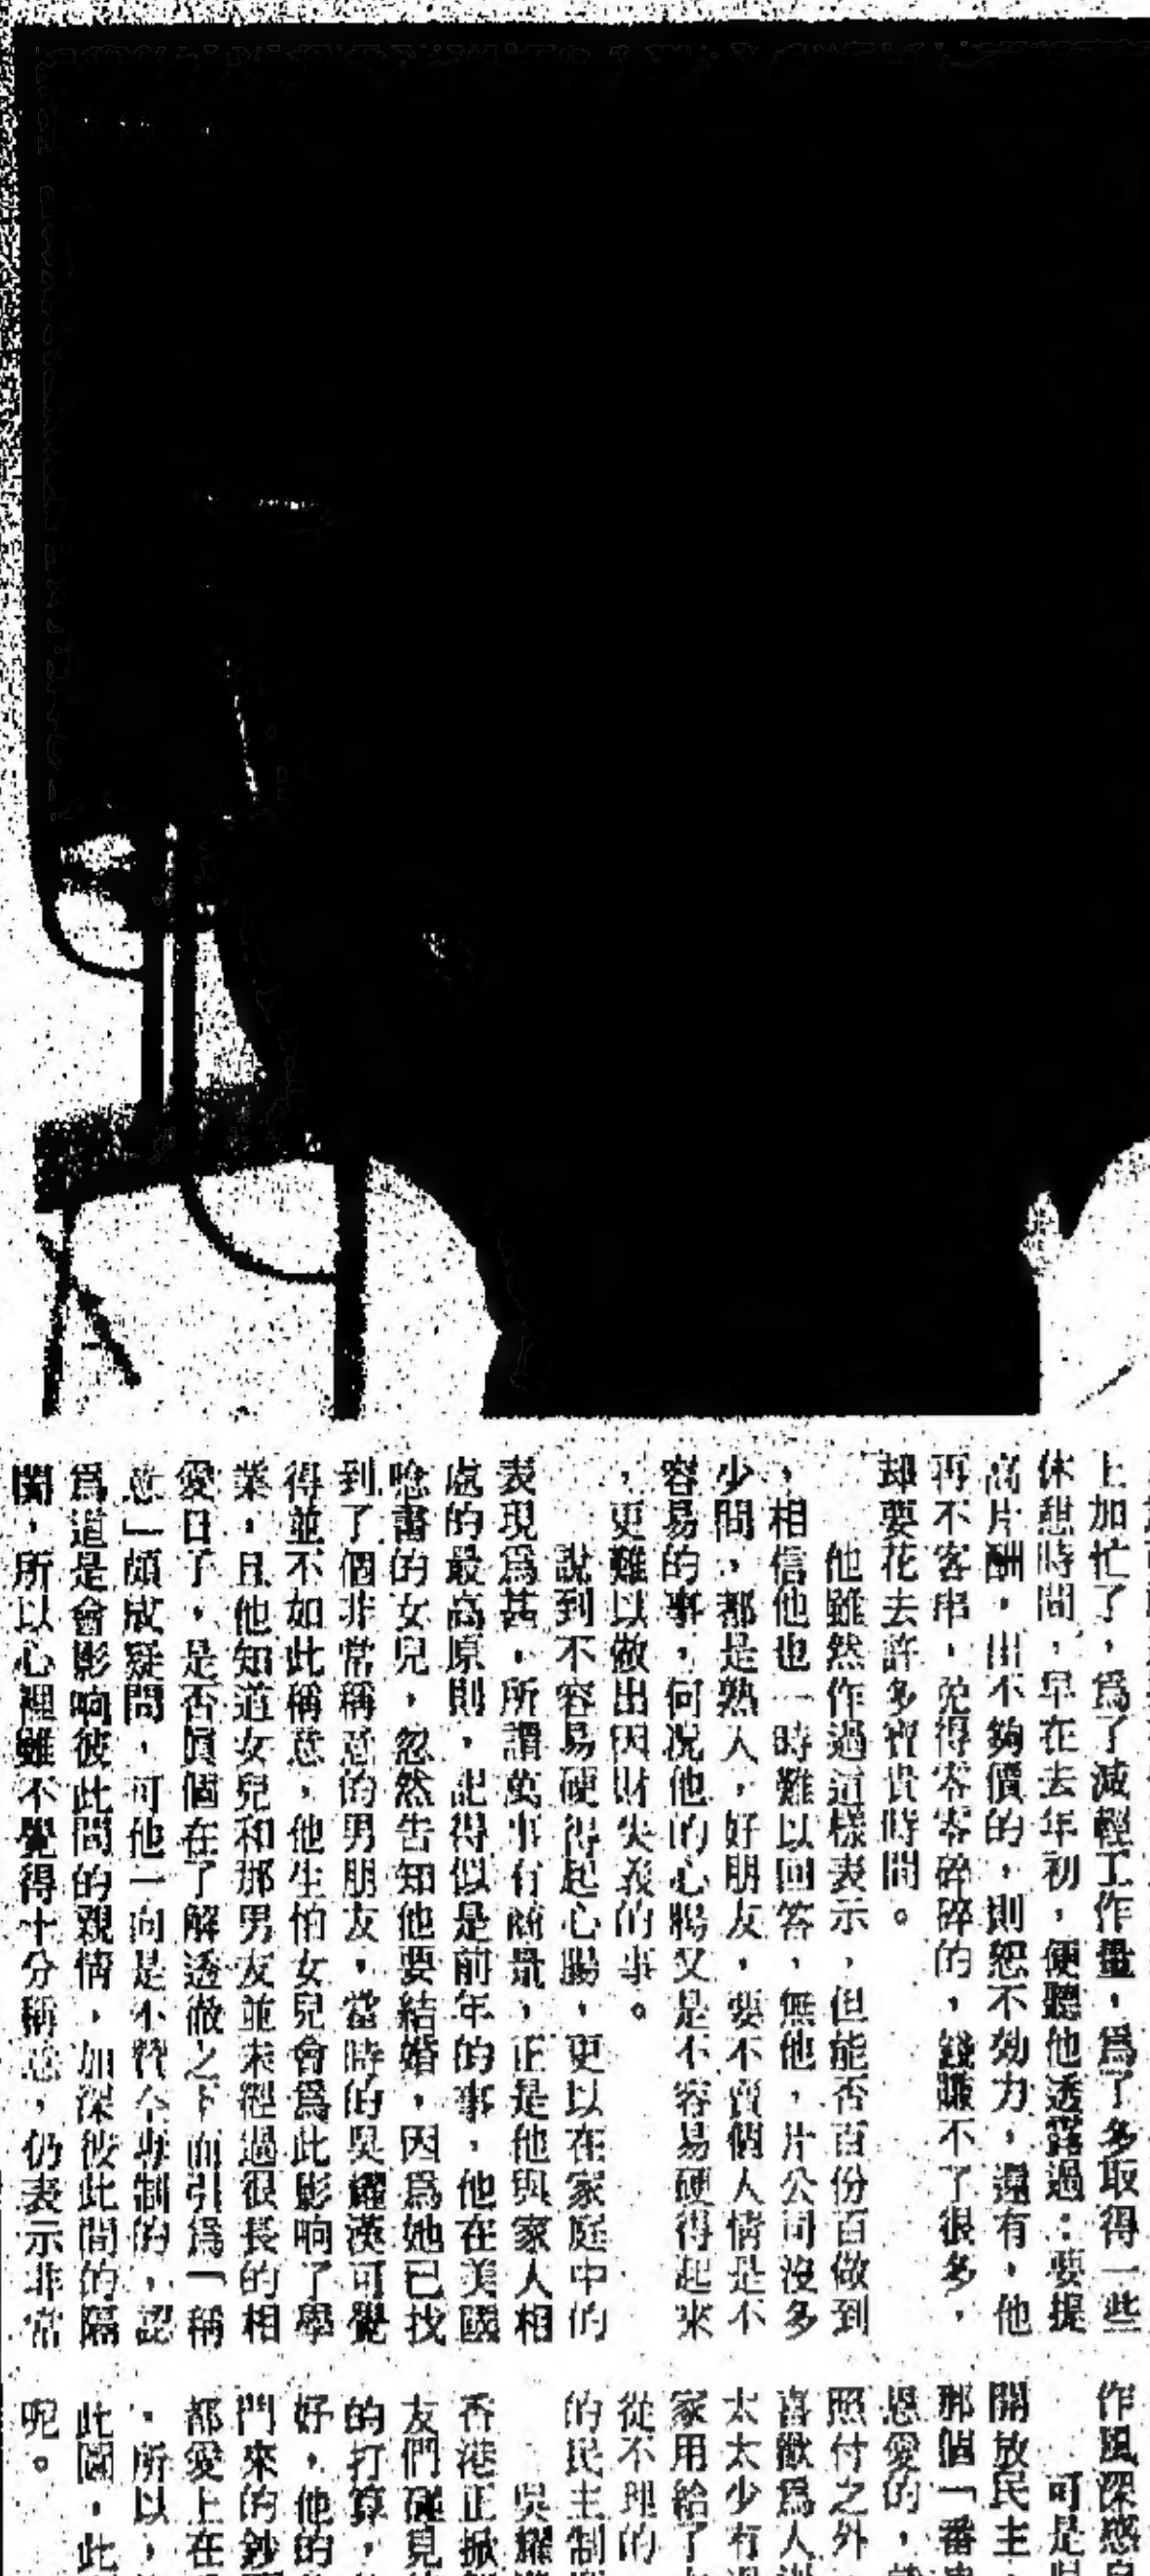 上加忙了,爲了減輕工作量,爲了多取得一些
休憇時間,早在去年初,便聽他透露過:要提
高片酬,出不夠價的,則恕不効力,還有,他
再不客串,免得零零碎碎的,錢賺不了很多,
却要花去許多寶貴時間。
他雖然作過這樣表示,但能否百份百做到
,相信他也一時難以回答,無他,片公司沒多
少間,都是熟人,好朋友,要不賣個人情是不
容易的事,何况他的心腸又是不容易硬得起來
,更難以做出因財失義的事。
說到不容易硬得起心腸,更以在家庭中的
表現爲甚,所謂萬事有商量,正是他與家人相
處的最高原則,記得似是前年的事,他在美國
唸書的女兒,忽然告知他要結婚,因爲她已找
到了個非常稱意的男朋友,當時的吳耀漢可覺
得並不如此稱意,他生怕女兒會爲此影响了學
業,且他知道女兒和那男友並未經過很長的相
愛日子,是否眞個在了解透徹之下而引爲「稱
意」頗成疑問,可他一向是不贊合專制的,認
爲道是會影响彼此間的親情,加深彼此間的隔
閡,所以心裡雖不覺得十分稱意,仍表示非常
作風深惑
可是
開放民主,
那個「番
恩愛的,
照付之外
喜歡爲人
太太少有
家用給了
從不理的
的民主制
吳耀
香港正掀
友們碰見
的打算,
好,他的
門來的鈔
都愛上在
,所以,
此園,此
呢。